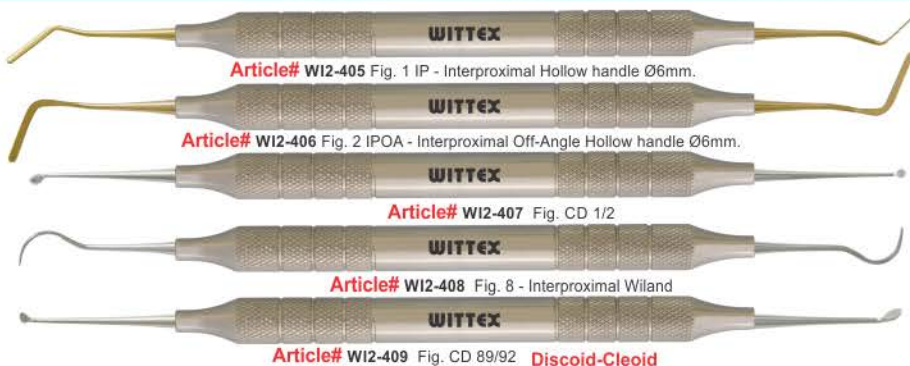 WITTEX
Article# WI2-405 Fig. 1 IP - Interproximal Hollow handle Ø6mm.
WITTEX
Article# WI2-406 Fig. 2 IPOA - Interproximal Off-Angle Hollow handle Ø6mm.
WITTEX
Article# WI2-407 Fig. CD 1/2
WITTEX
Article# WI2-408 Fig. 8 - Interproximal Wiland
WITTEX
Article# WI2-409 Fig. CD 89/92 Discoid-Cleoid